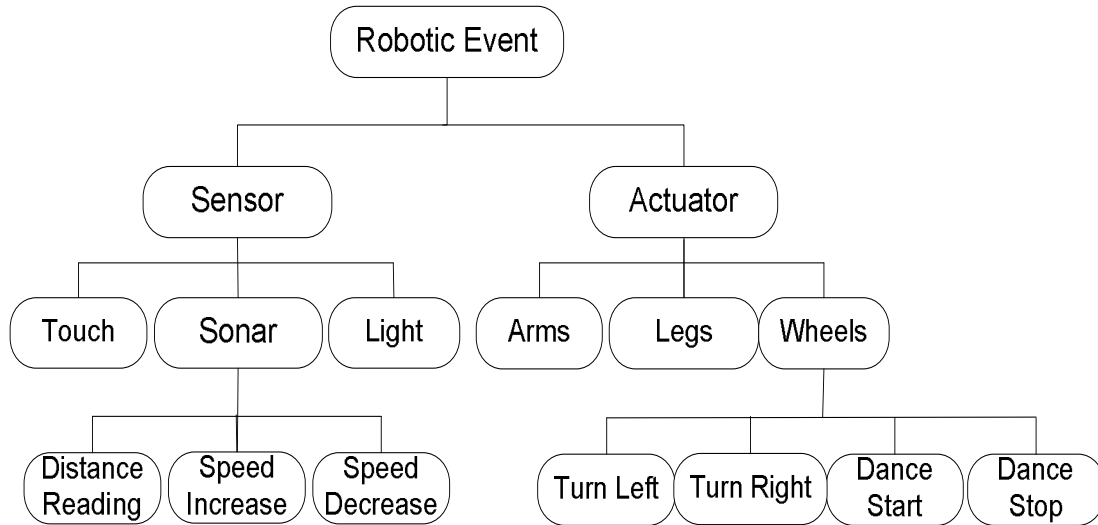 Robotic Event
Sensor
Actuator
Touch
Sonar
Light
Arms
Legs
Wheels
Distance
Reading
Speed
Increase
Speed
Decrease
Turn Left
Turn Right
Dance
Start
Dance
Stop